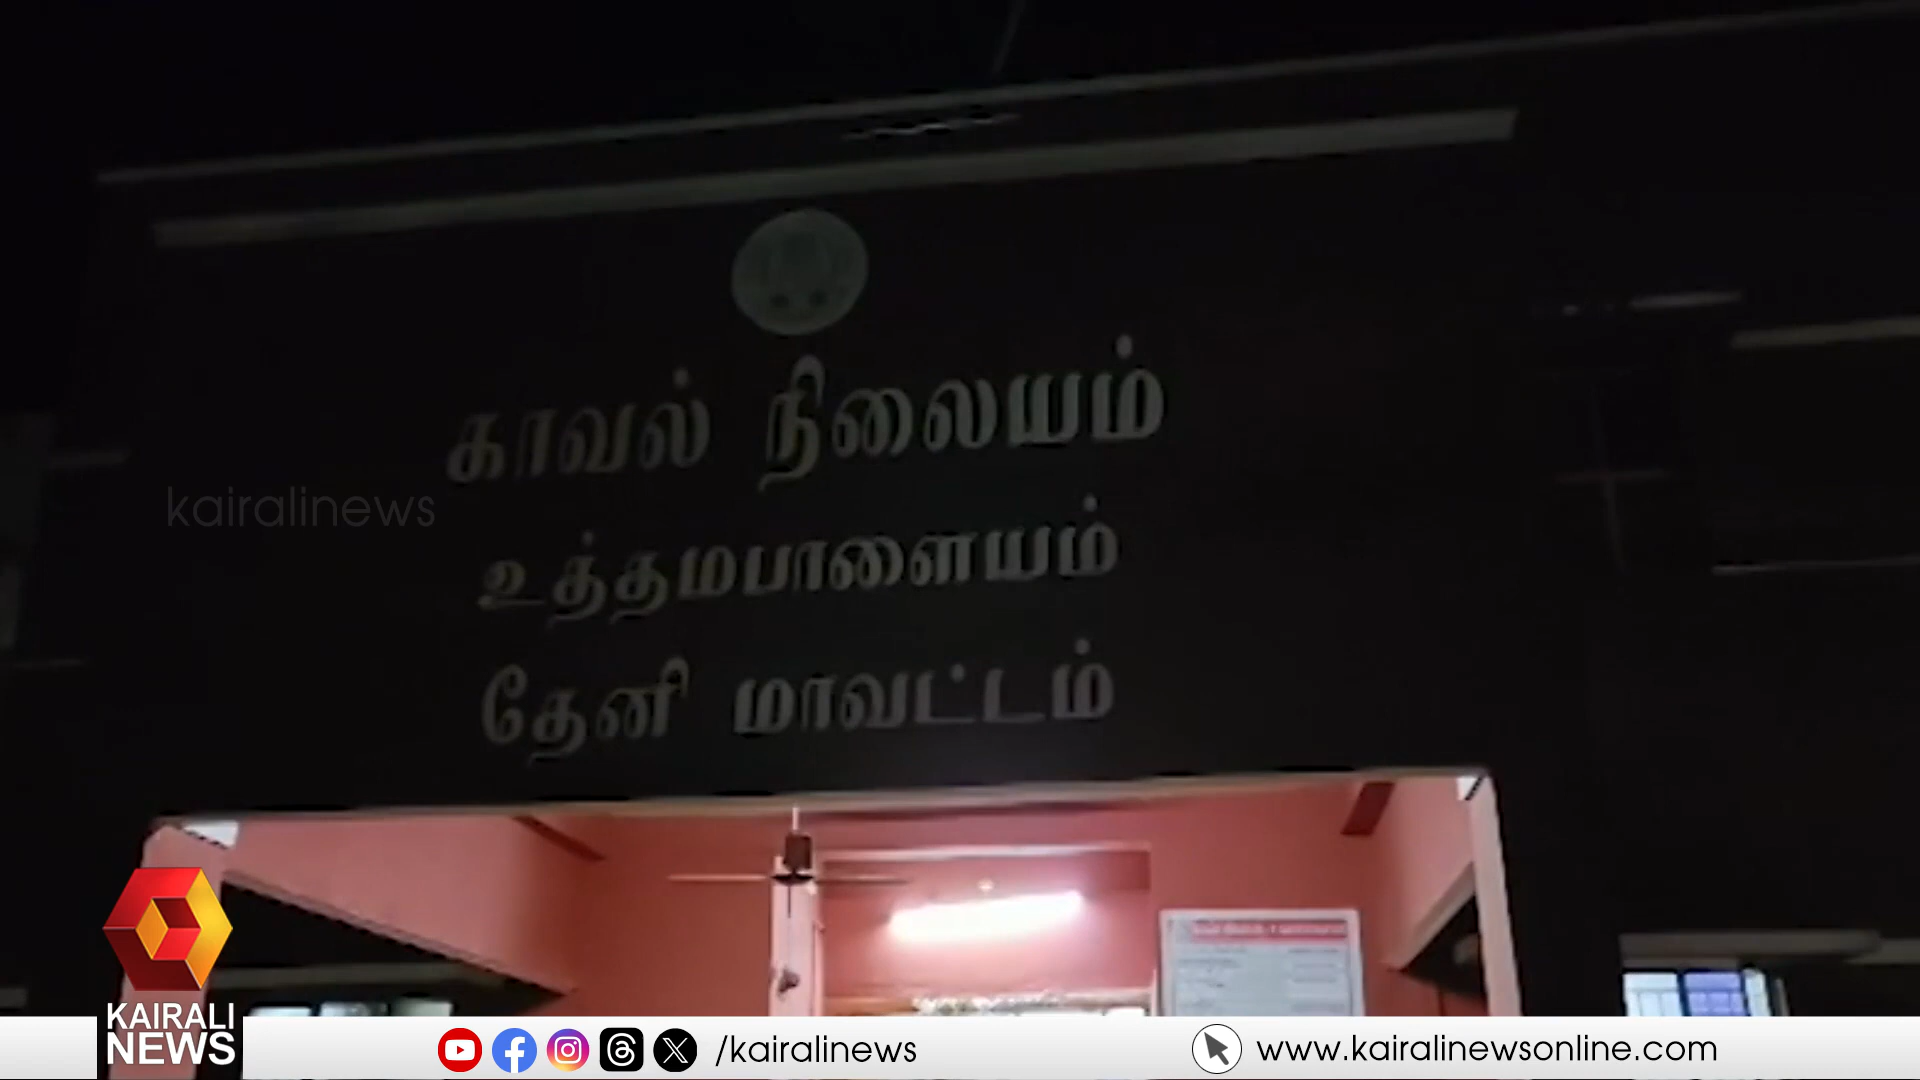 காவல் நிலையம்
kairalinews
உத்தமபாளையம்
தேனி மாவட்டம்
KAIRALI
NEWS
/kairalinews
www.kairalinewsonline.com